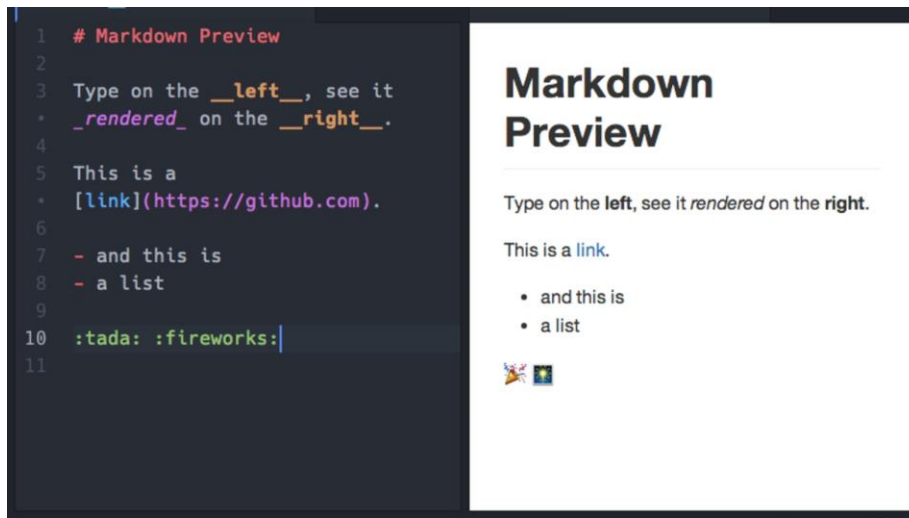 1 # Markdown Preview
2
3 Type on the __left__, see it
• _rendered_ on the __right__.
4
5 This is a
• [link](https://github.com).
6
7 - and this is
8 - a list
9
10 :tada: :fireworks:
11
Markdown
Preview
Type on the left, see it rendered on the right.
This is a link.
• and this is
• a list
🎉 🎆